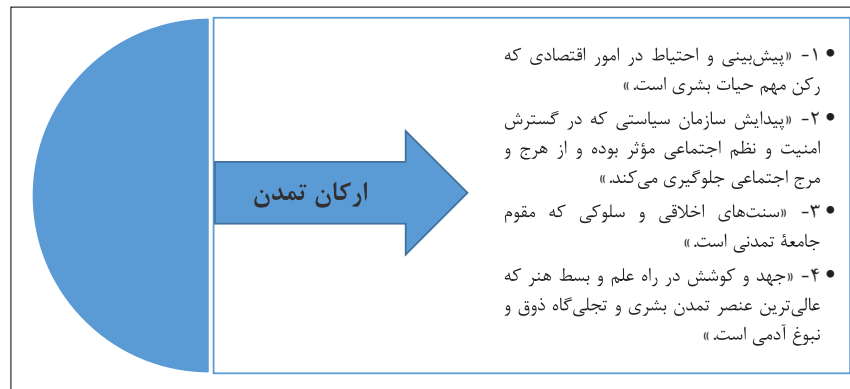 ارکان تمدن
• ۱- «پیش‌بینی و احتیاط در امور اقتصادی که
رکن مهم حیات بشری است.»
• ۲- «پیدایش سازمان سیاستی که در گسترش
امنیت و نظم اجتماعی مؤثر بوده و از هرج و
مرج اجتماعی جلوگیری می‌کند.»
• ۳- «سنت‌های اخلاقی و سلوکی که مقوم
جامعهٔ تمدنی است.»
• ۴- «جهد و کوشش در راه علم و بسط هنر که
عالی‌ترین عنصر تمدن بشری و تجلی‌گاه ذوق و
نبوغ آدمی است.»